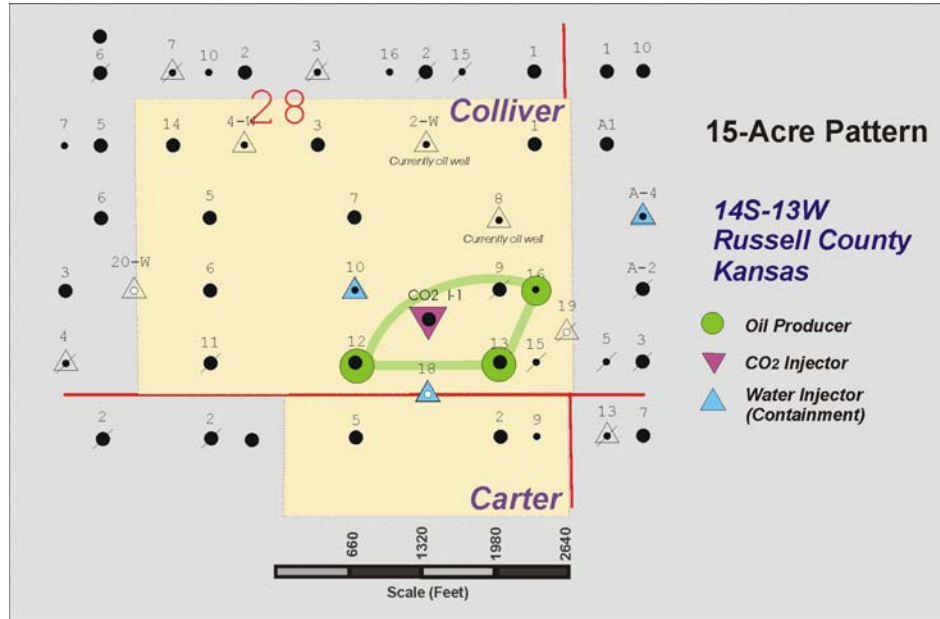 6 7 10 2 3 16 2 15 1 1 10
28
Colliver
7 5 14 4-W 3 2-W 1 A1
Currently oil well
15-Acre Pattern
6 5 7 8 A-4
Currently oil well
14S-13W
Russell County
Kansas
3 20-W 6 10 9 16 A-2
CO2 I-1
19
4 11 12 13 15 5 3
18
Oil Producer
CO2 Injector
Water Injector
(Containment)
2 2 5 2 9 13 7
Carter
660 1320 1980 2640
Scale (Feet)